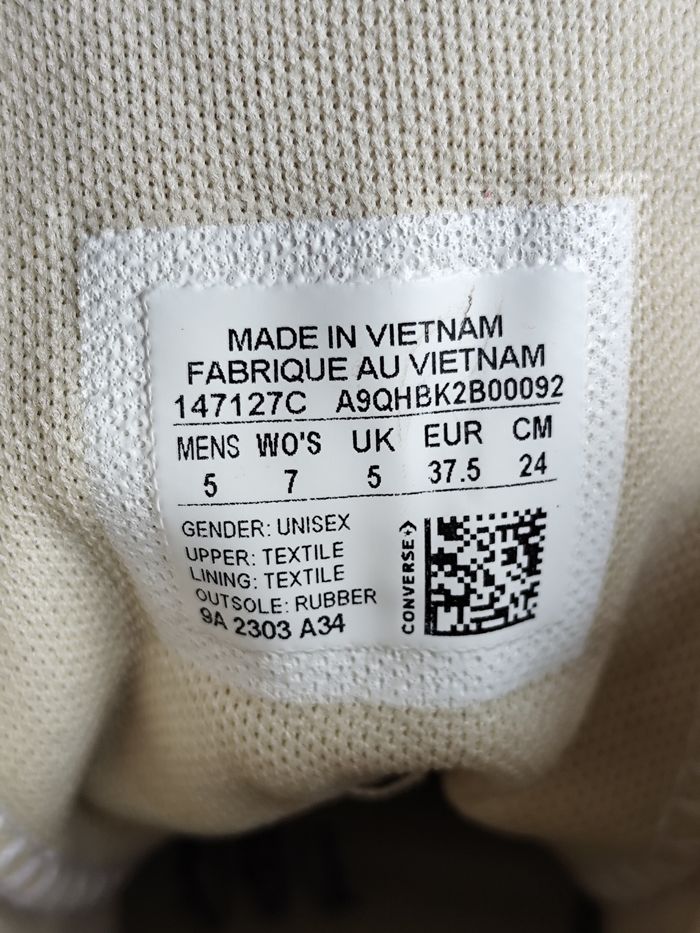 MADE IN VIETNAM
FABRIQUE AU VIETNAM
147127C A9QHBK2B00092
MENS WO'S UK EUR CM
5 7 5 37.5 24
GENDER: UNISEX
UPPER: TEXTILE
LINING: TEXTILE
OUTSOLE: RUBBER
9A 2303 A34
CONVERSE